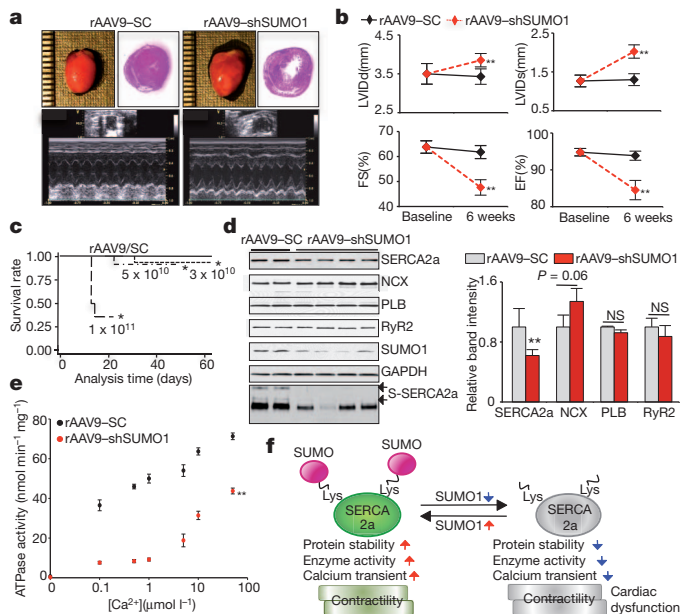 a
rAAV9–SC
rAAV9–shSUMO1
b
rAAV9–SC
rAAV9–shSUMO1
LVIDd(mm)
5.5
3.5
1.5
**
LVIDs(mm)
2.5
1.5
0.5
**
FS(%)
70
60
50
40
**
Baseline
6 weeks
EF(%)
100
90
80
**
Baseline
6 weeks
c
Survival rate
1.00
0.75
0.50
0.25
0.00
rAAV9/SC
5 x 10¹⁰
*
3 x 10¹⁰
*
1 x 10¹¹
*
0
20
40
60
Analysis time (days)
d
rAAV9–SC
rAAV9–shSUMO1
SERCA2a
NCX
PLB
RyR2
SUMO1
GAPDH
S-SERCA2a
rAAV9–SC
rAAV9–shSUMO1
Relative band intensity
1.6
0.8
0
**
P = 0.06
NS
NS
SERCA2a
NCX
PLB
RyR2
e
ATPase activity (nmol min⁻¹ mg⁻¹)
80
60
40
20
0
rAAV9–SC
rAAV9–shSUMO1
**
0
0.1
1
10
100
[Ca²⁺](µmol l⁻¹)
f
SUMO
SUMO
Lys
Lys
SERCA
2a
SUMO1
SUMO1
Lys
Lys
SERCA
2a
Protein stability
Enzyme activity
Calcium transient
Contractility
Protein stability
Enzyme activity
Calcium transient
Contractility
Cardiac
dysfunction